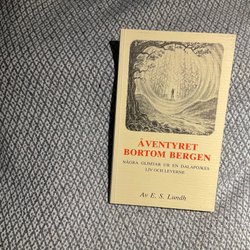 ÄVENTYRET
BORTOM BERGEN
NÅGRA GLIMTAR UR EN DALAPOJKES
LIV OCH LEVERNE
Av E. S. Lundh